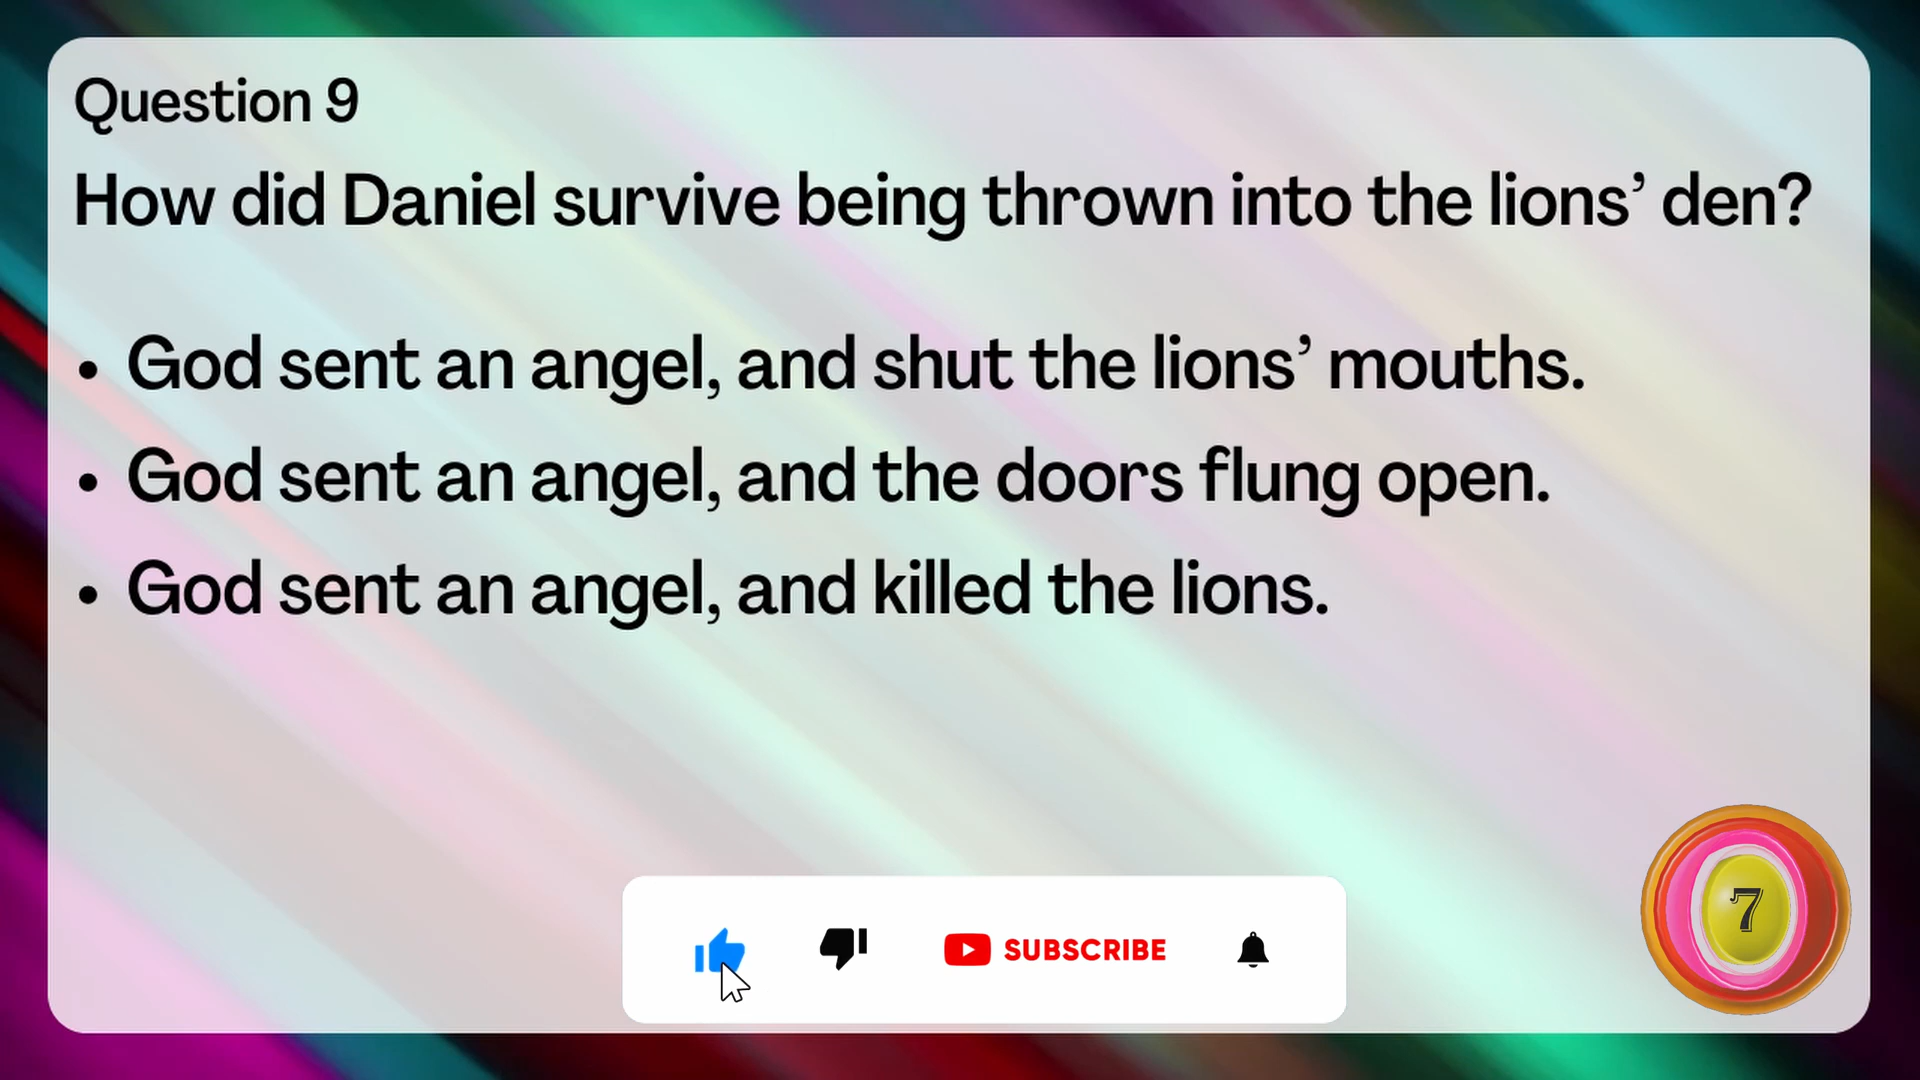 Question 9
How did Daniel survive being thrown into the lions’ den?
• God sent an angel, and shut the lions’ mouths.
• God sent an angel, and the doors flung open.
• God sent an angel, and killed the lions.
SUBSCRIBE
7